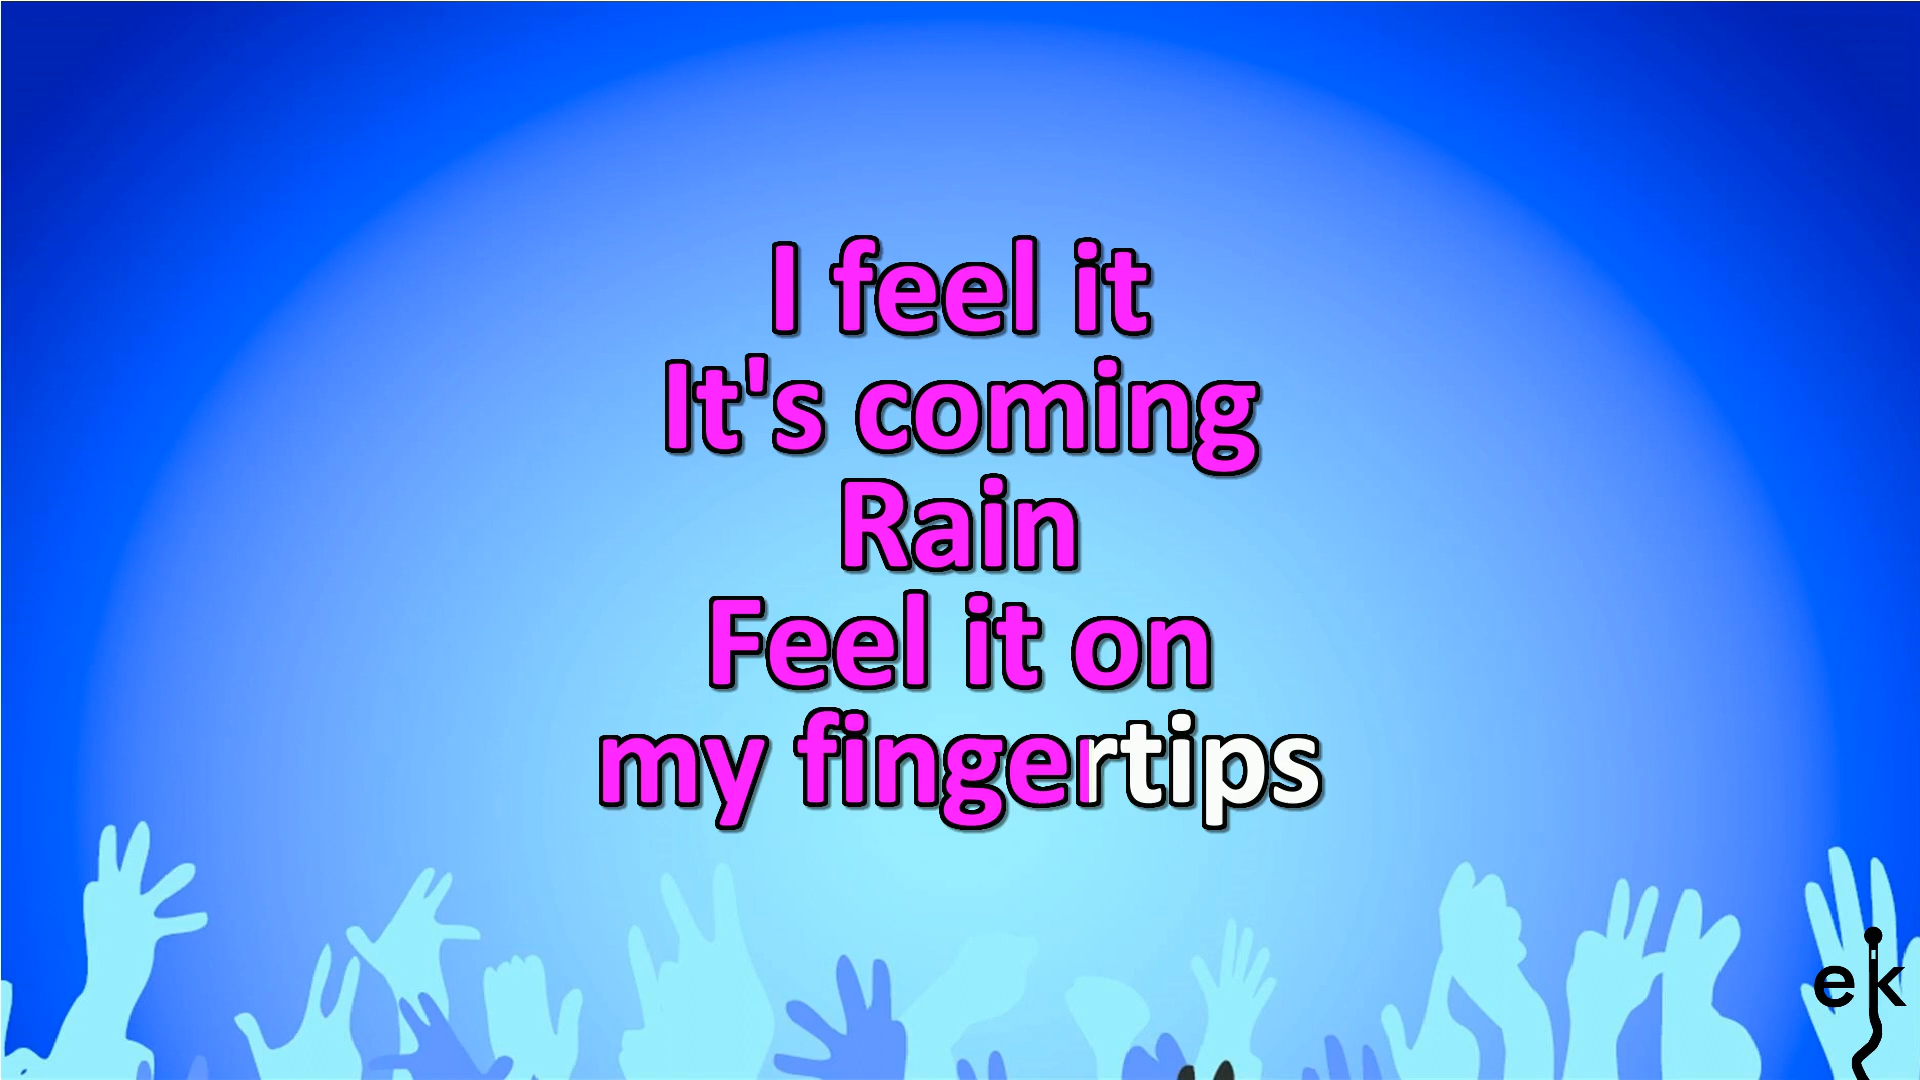 I feel it
It's coming
Rain
Feel it on
my fingertips
ek